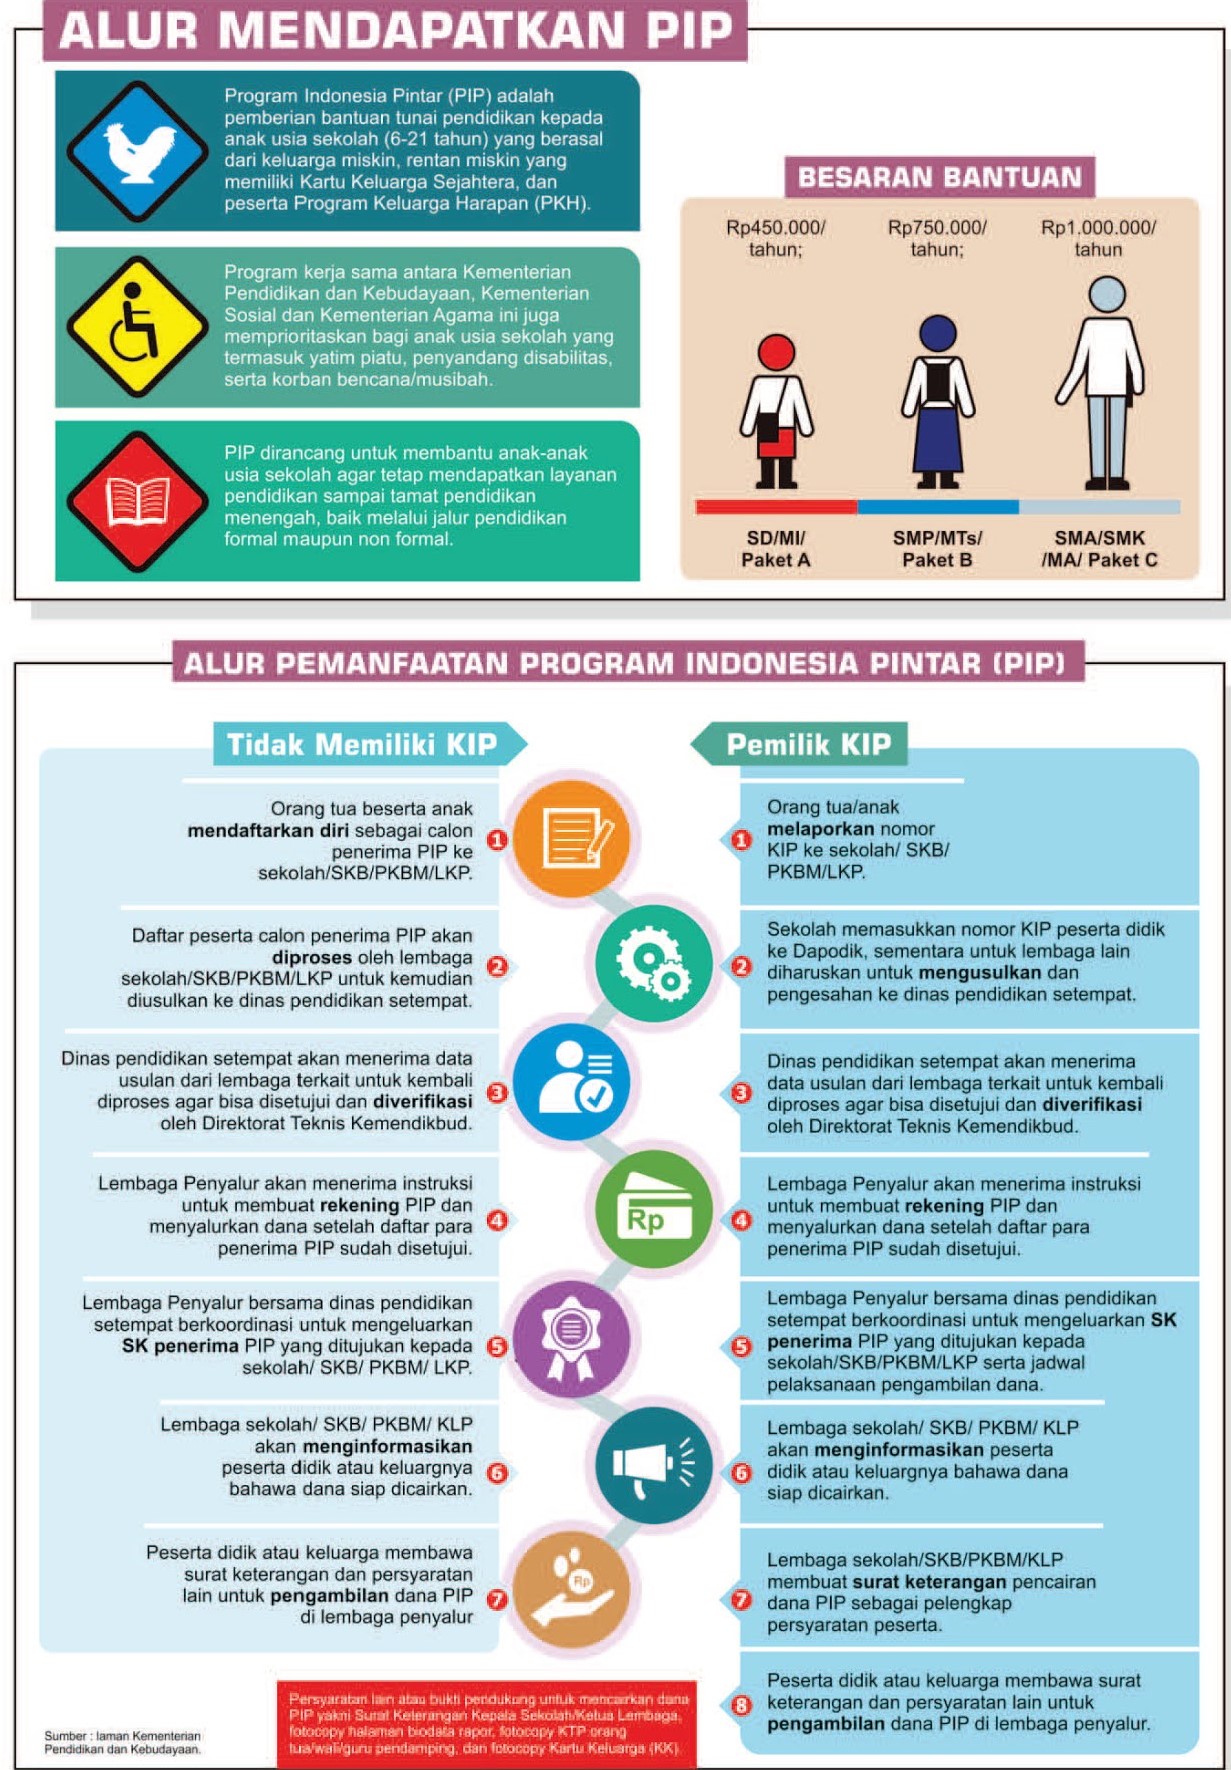 ALUR MENDAPATKAN PIP
Program Indonesia Pintar (PIP) adalah
pemberian bantuan tunai pendidikan kepada
anak usia sekolah (6-21 tahun) yang berasal
dari keluarga miskin, rentan miskin yang
memiliki Kartu Keluarga Sejahtera, dan
peserta Program Keluarga Harapan (PKH).
Program kerja sama antara Kementerian
Pendidikan dan Kebudayaan, Kementerian
Sosial dan Kementerian Agama ini juga
memprioritaskan bagi anak usia sekolah yang
termasuk yatim piatu, penyandang disabilitas,
serta korban bencana/musibah.
PIP dirancang untuk membantu anak-anak
usia sekolah agar tetap mendapatkan layanan
pendidikan sampai tamat pendidikan
menengah, baik melalui jalur pendidikan
formal maupun non formal.
BESARAN BANTUAN
Rp450.000/
tahun;
Rp750.000/
tahun;
Rp1.000.000/
tahun
SD/MI/
Paket A
SMP/MTs/
Paket B
SMA/SMK
/MA/ Paket C
ALUR PEMANFAATAN PROGRAM INDONESIA PINTAR (PIP)
Tidak Memiliki KIP
Orang tua beserta anak
mendaftarkan diri sebagai calon
penerima PIP ke
sekolah/SKB/PKBM/LKP.
1
Daftar peserta calon penerima PIP akan
diproses oleh lembaga
sekolah/SKB/PKBM/LKP untuk kemudian
diusulkan ke dinas pendidikan setempat.
2
Dinas pendidikan setempat akan menerima data
usulan dari lembaga terkait untuk kembali
diproses agar bisa disetujui dan diverifikasi
oleh Direktorat Teknis Kemendikbud.
3
Lembaga Penyalur akan menerima instruksi
untuk membuat rekening PIP dan
menyalurkan dana setelah daftar para
penerima PIP sudah disetujui.
4
Lembaga Penyalur bersama dinas pendidikan
setempat berkoordinasi untuk mengeluarkan
SK penerima PIP yang ditujukan kepada
sekolah/ SKB/ PKBM/ LKP.
5
Lembaga sekolah/ SKB/ PKBM/ KLP
akan menginformasikan
peserta didik atau keluargnya
bahawa dana siap dicairkan.
6
Peserta didik atau keluarga membawa
surat keterangan dan persyaratan
lain untuk pengambilan dana PIP
di lembaga penyalur
7
Rp
Rp
Pemilik KIP
1
Orang tua/anak
melaporkan nomor
KIP ke sekolah/ SKB/
PKBM/LKP.
2
Sekolah memasukkan nomor KIP peserta didik
ke Dapodik, sementara untuk lembaga lain
diharuskan untuk mengusulkan dan
pengesahan ke dinas pendidikan setempat.
3
Dinas pendidikan setempat akan menerima
data usulan dari lembaga terkait untuk kembali
diproses agar bisa disetujui dan diverifikasi
oleh Direktorat Teknis Kemendikbud.
4
Lembaga Penyalur akan menerima instruksi
untuk membuat rekening PIP dan
menyalurkan dana setelah daftar para
penerima PIP sudah disetujui.
5
Lembaga Penyalur bersama dinas pendidikan
setempat berkoordinasi untuk mengeluarkan SK
penerima PIP yang ditujukan kepada
sekolah/SKB/PKBM/LKP serta jadwal
pelaksanaan pengambilan dana.
6
Lembaga sekolah/ SKB/ PKBM/ KLP
akan menginformasikan peserta
didik atau keluargnya bahawa dana
siap dicairkan.
7
Lembaga sekolah/SKB/PKBM/KLP
membuat surat keterangan pencairan
dana PIP sebagai pelengkap
persyaratan peserta.
8
Peserta didik atau keluarga membawa surat
keterangan dan persyaratan lain untuk
pengambilan dana PIP di lembaga penyalur.
Persyaratan lain atau bukti pendukung untuk mencairkan dana
PIP yakni Surat Keterangan Kepala Sekolah/Ketua Lembaga,
fotocopy halaman biodata rapor, fotocopy KTP orang
tua/wali/guru pendamping, dan fotocopy Kartu Keluarga (KK).
Sumber : laman Kementerian
Pendidikan dan Kebudayaan.